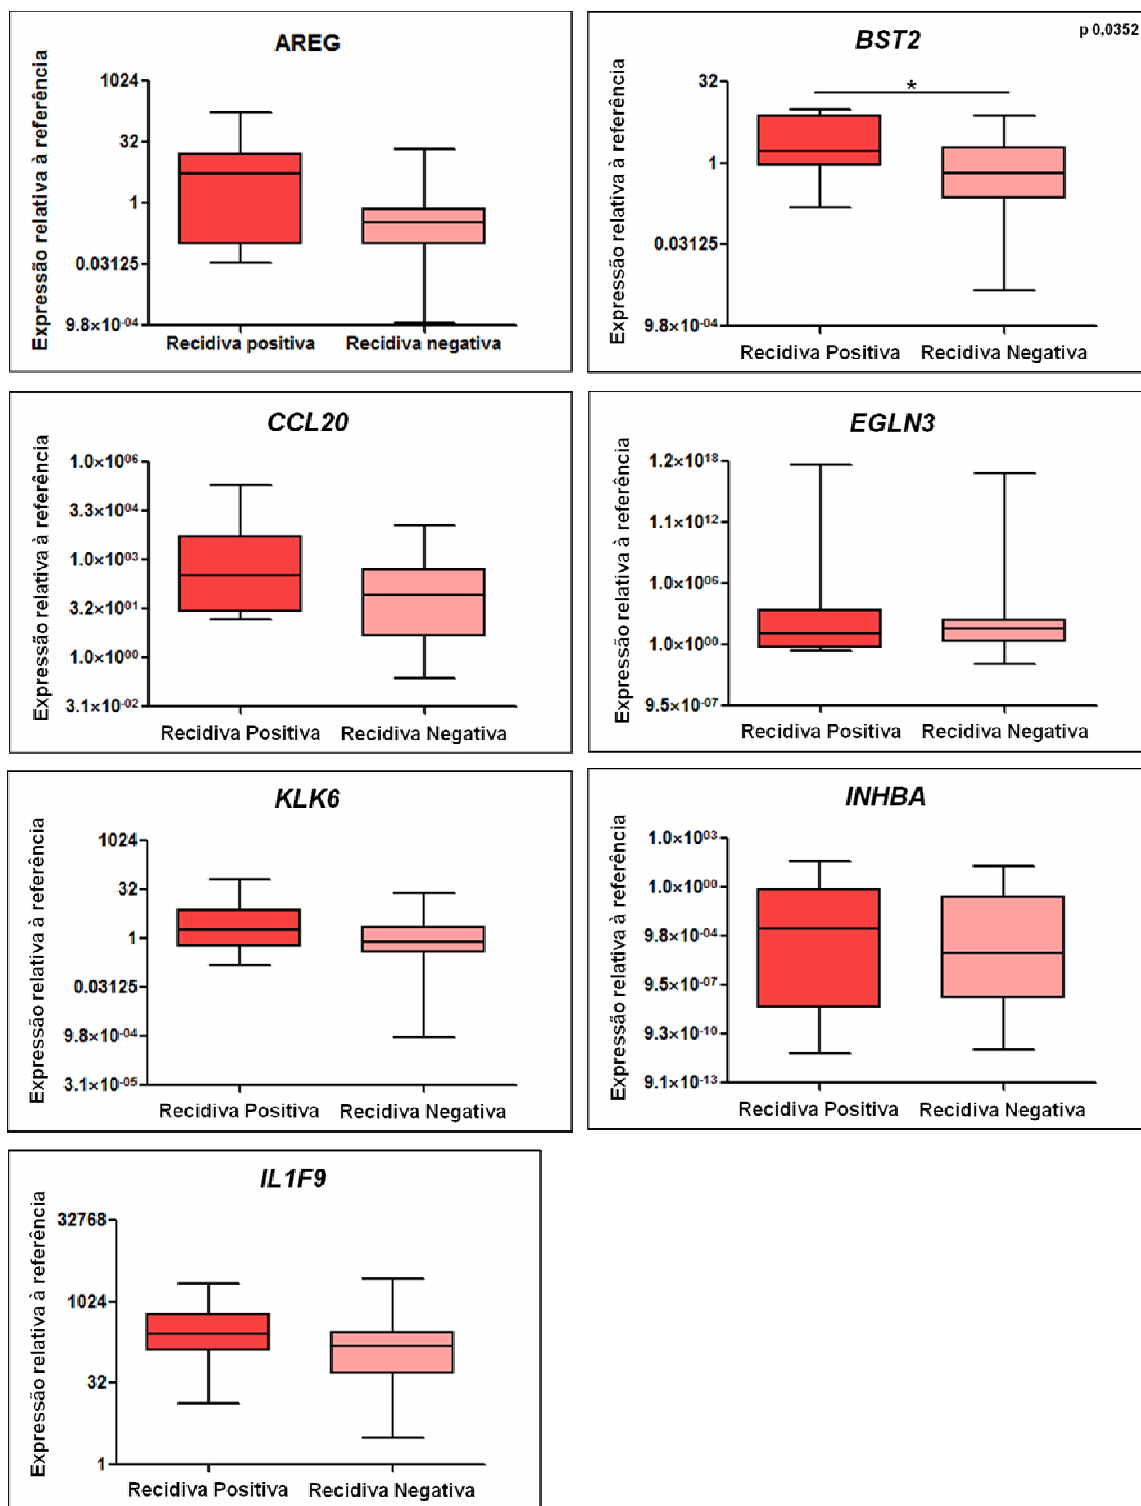 AREG
Expressão relativa à referência
1024
32
1
0.03125
9.8×10⁻⁰⁴
Recidiva positiva
Recidiva negativa
BST2
p 0,0352
*
Expressão relativa à referência
32
1
0.03125
9.8×10⁻⁰⁴
Recidiva Positiva
Recidiva Negativa
CCL20
Expressão relativa à referência
1.0×10⁰⁶
3.3×10⁰⁴
1.0×10⁰³
3.2×10⁰¹
1.0×10⁰⁰
3.1×10⁻⁰²
Recidiva Positiva
Recidiva Negativa
EGLN3
Expressão relativa à referência
1.2×10¹⁸
1.1×10¹²
1.0×10⁰⁶
1.0×10⁰⁰
9.5×10⁻⁰⁷
Recidiva Positiva
Recidiva Negativa
KLK6
Expressão relativa à referência
1024
32
1
0.03125
9.8×10⁻⁰⁴
3.1×10⁻⁰⁵
Recidiva Positiva
Recidiva Negativa
INHBA
Expressão relativa à referência
1.0×10⁰³
1.0×10⁰⁰
9.8×10⁻⁰⁴
9.5×10⁻⁰⁷
9.3×10⁻¹⁰
9.1×10⁻¹³
Recidiva Positiva
Recidiva Negativa
IL1F9
Expressão relativa à referência
32768
1024
32
1
Recidiva Positiva
Recidiva Negativa